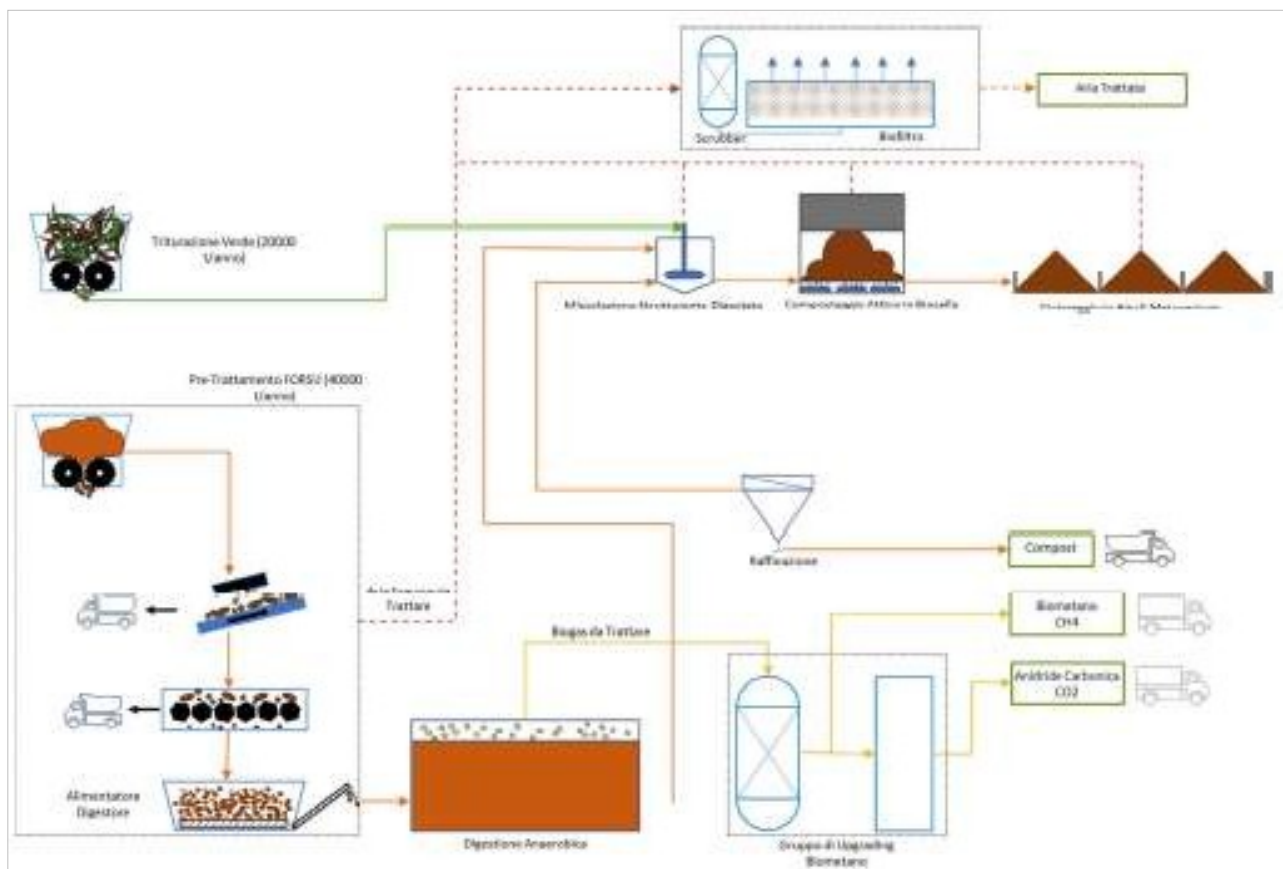 Aria Trattata
Scrubber
Biofiltro
Triturazione Verde (20000
t/anno)
Miscelazione Strutturante Digestato
Compostaggio Attivo in Biocella
Pre-Trattamento FORSU (40000
t/anno)
Trattare
Raffinazione
Compost
Biometano
CH4
Biogas da Trattare
Anidride Carbonica
CO2
Alimentatore
Digestore
Digestione Anaerobica
Gruppo di Upgrading
Biometano